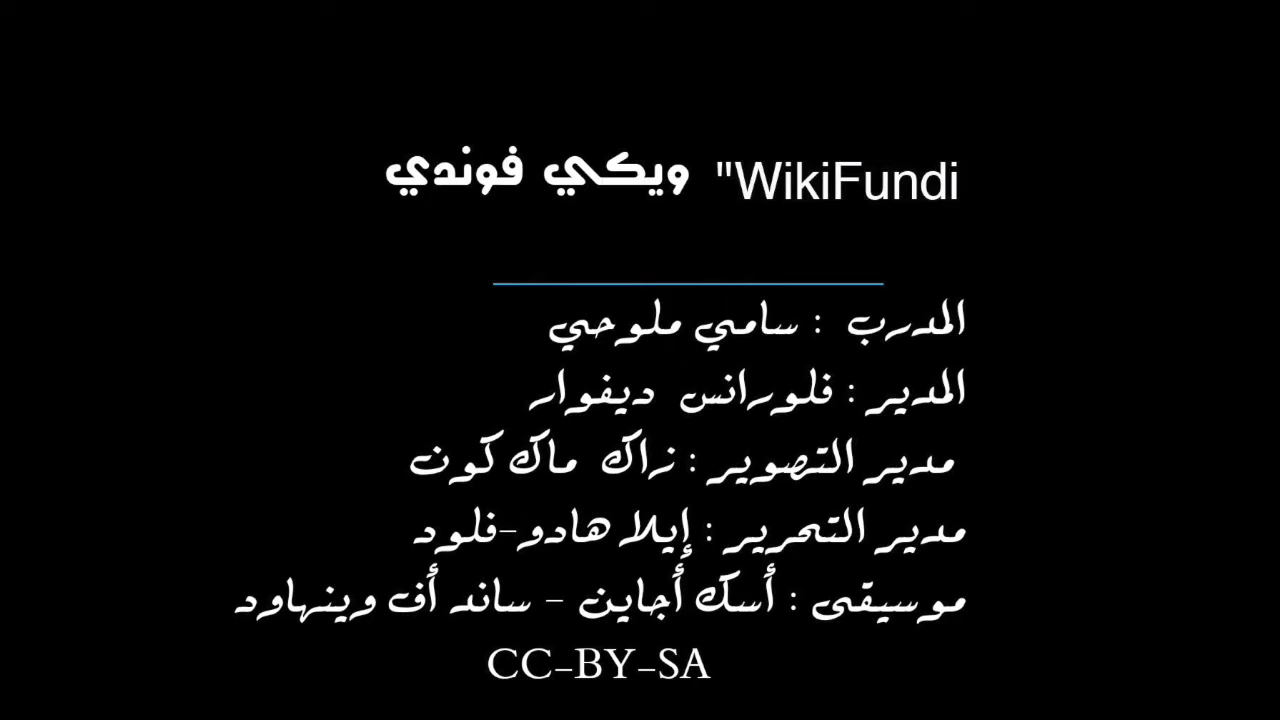 WikiFundi" ويكي فوندي
المدرب : سامي ملوحي
المدير : فلورانس ديفوار
مدير التصوير : زاك ماك كون
مدير التحرير : إيلا هادو-فلود
موسيقى : أسك أجاين - ساند أف وينهاود
CC-BY-SA